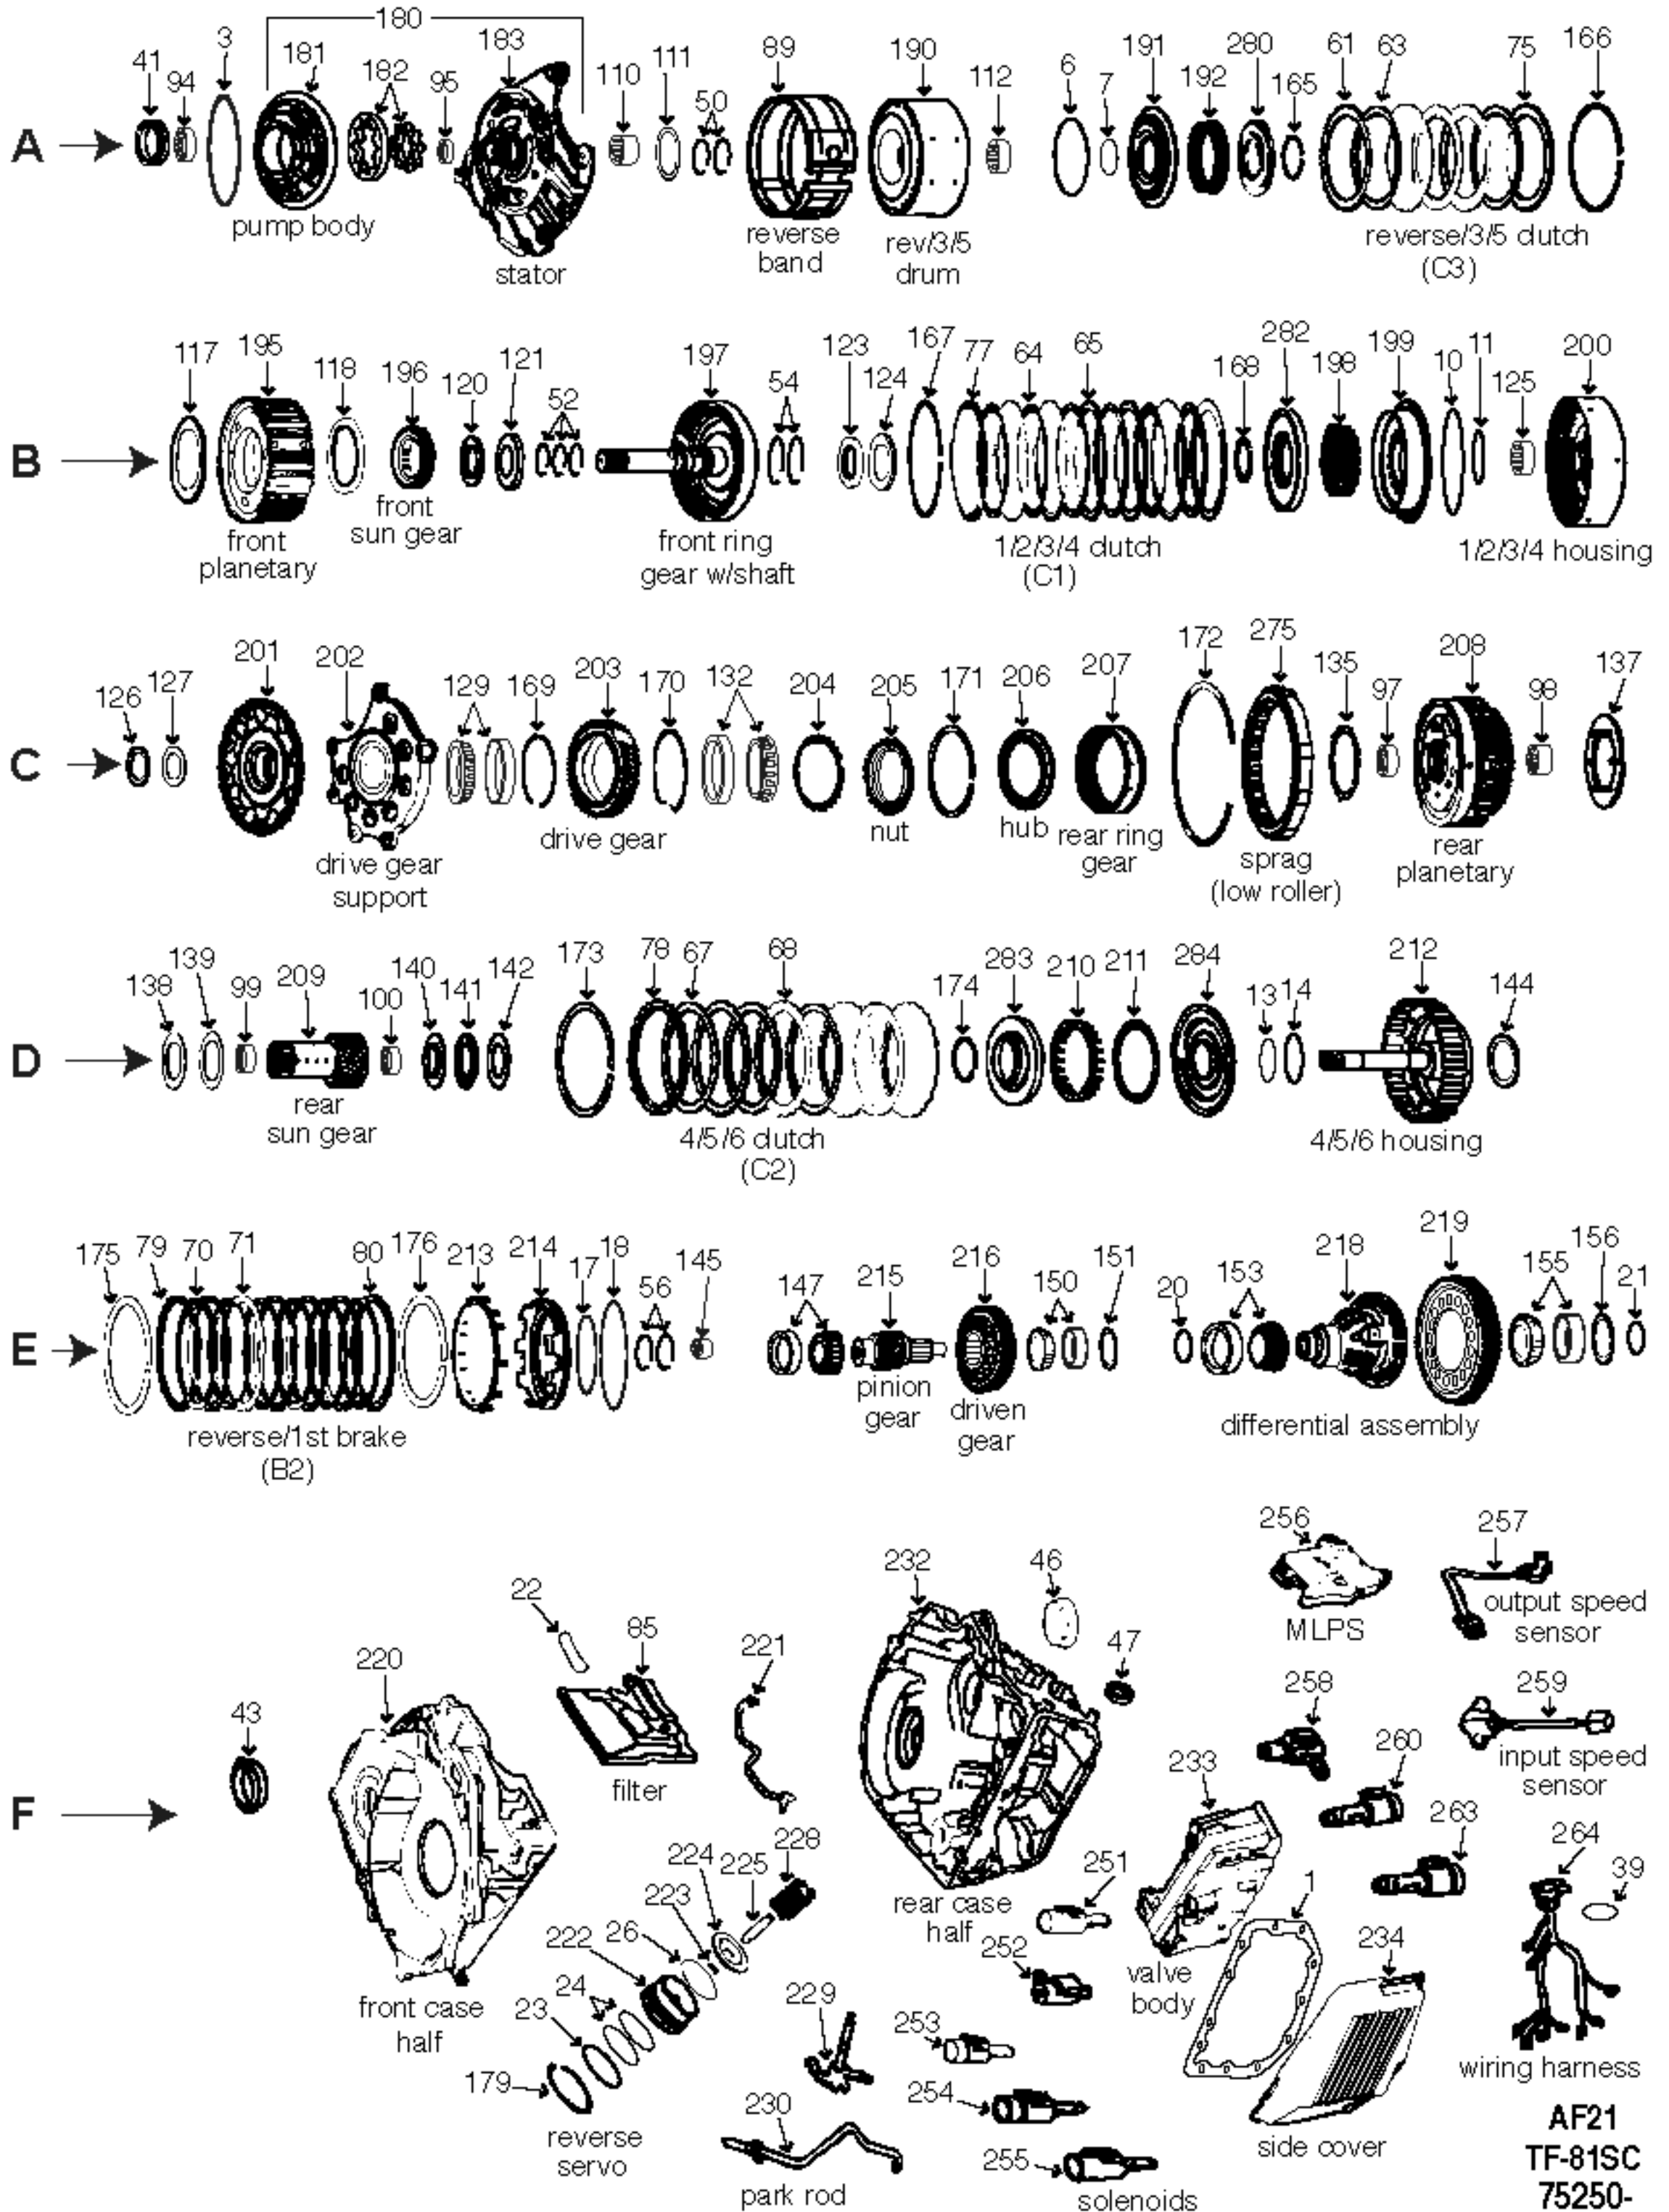 180
3 181 183 89 190 111 6 191 280 61 63 75 166
41 94 182 95 110 50 112 7 192 165
A
pump body
stator
reverse
band
rev/3/5
drum
reverse/3/5 clutch
(C3)
117 195 118 196 120 121 52 197 54 123 124 167 77 64 65 168 282 198 199 10 11 125 200
B
front
planetary
front
sun gear
front ring
gear w/shaft
1/2/3/4 clutch
(C1)
1/2/3/4 housing
126 127 201 202 129 169 203 170 132 204 205 171 206 207 172 275 135 97 208 98 137
C
drive gear
support
drive gear
nut
hub
rear ring
gear
sprag
(low roller)
rear
planetary
138 139 99 209 100 140 141 142 173 78 67 68 174 283 210 211 284 13 14 212 144
D
rear
sun gear
4/5/6 clutch
(C2)
4/5/6 housing
175 79 70 71 80 176 213 214 17 18 56 145 147 215 216 150 151 20 153 218 219 155 156 21
E
reverse/1st brake
(B2)
pinion
gear
driven
gear
differential assembly
F
43
220
front case
half
22
85
filter
221
232
46
47
rear case
half
256
MLPS
257
output speed
sensor
258
259
input speed
sensor
260
263
264
39
wiring harness
233
valve
body
1
234
side cover
228
225
224
223
26
222
24
23
179
reverse
servo
229
230
park rod
251
252
253
254
255
solenoids
AF21
TF-81SC
75250-